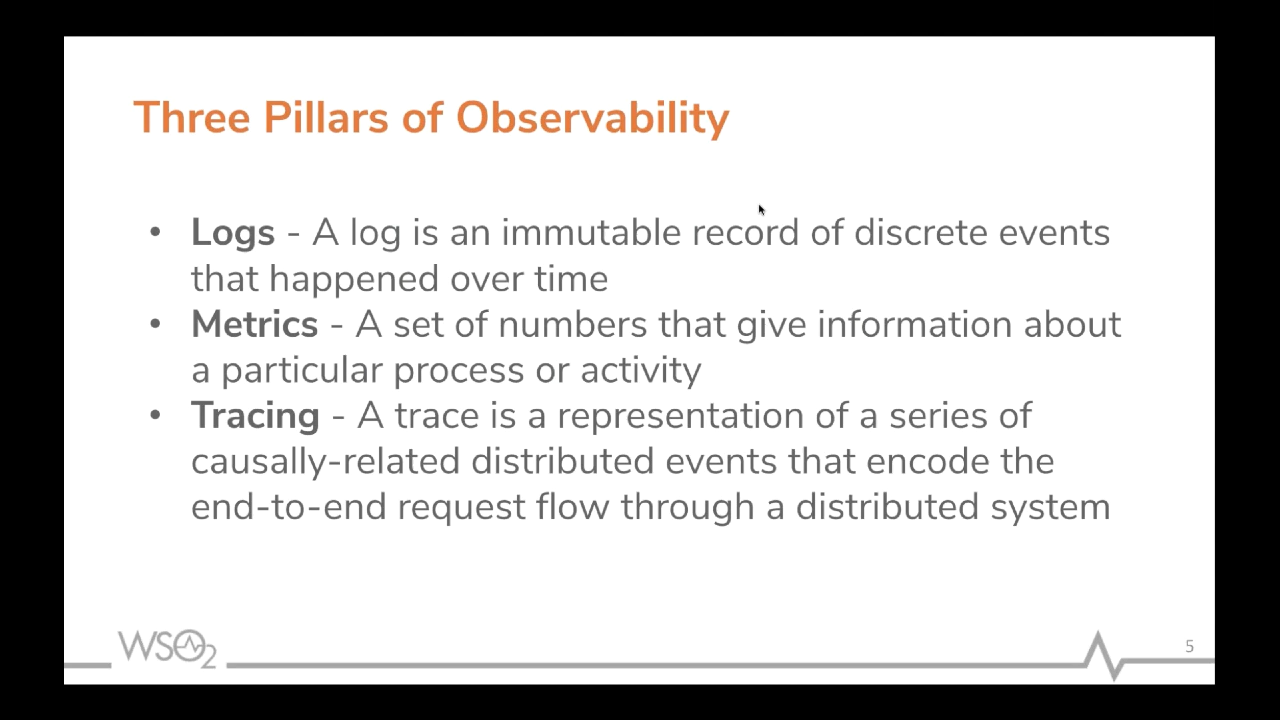 Three Pillars of Observability
• Logs - A log is an immutable record of discrete events
that happened over time
• Metrics - A set of numbers that give information about
a particular process or activity
• Tracing - A trace is a representation of a series of
causally-related distributed events that encode the
end-to-end request flow through a distributed system
WSO2
5